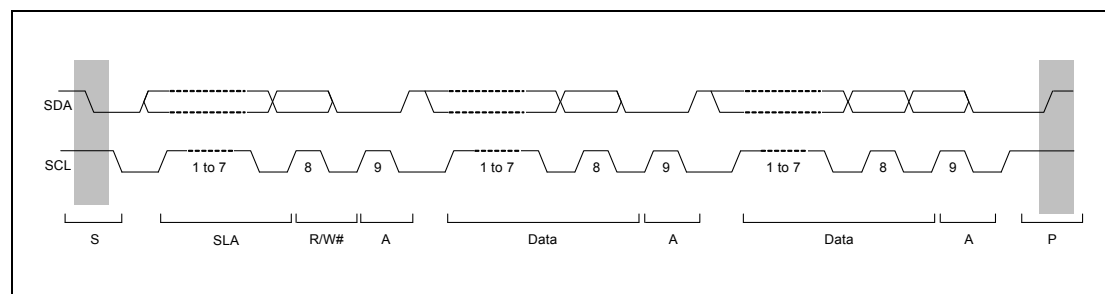 SDA
SCL 1 to 7 8 9 1 to 7 8 9 1 to 7 8 9
S SLA R/W# A Data A Data A P